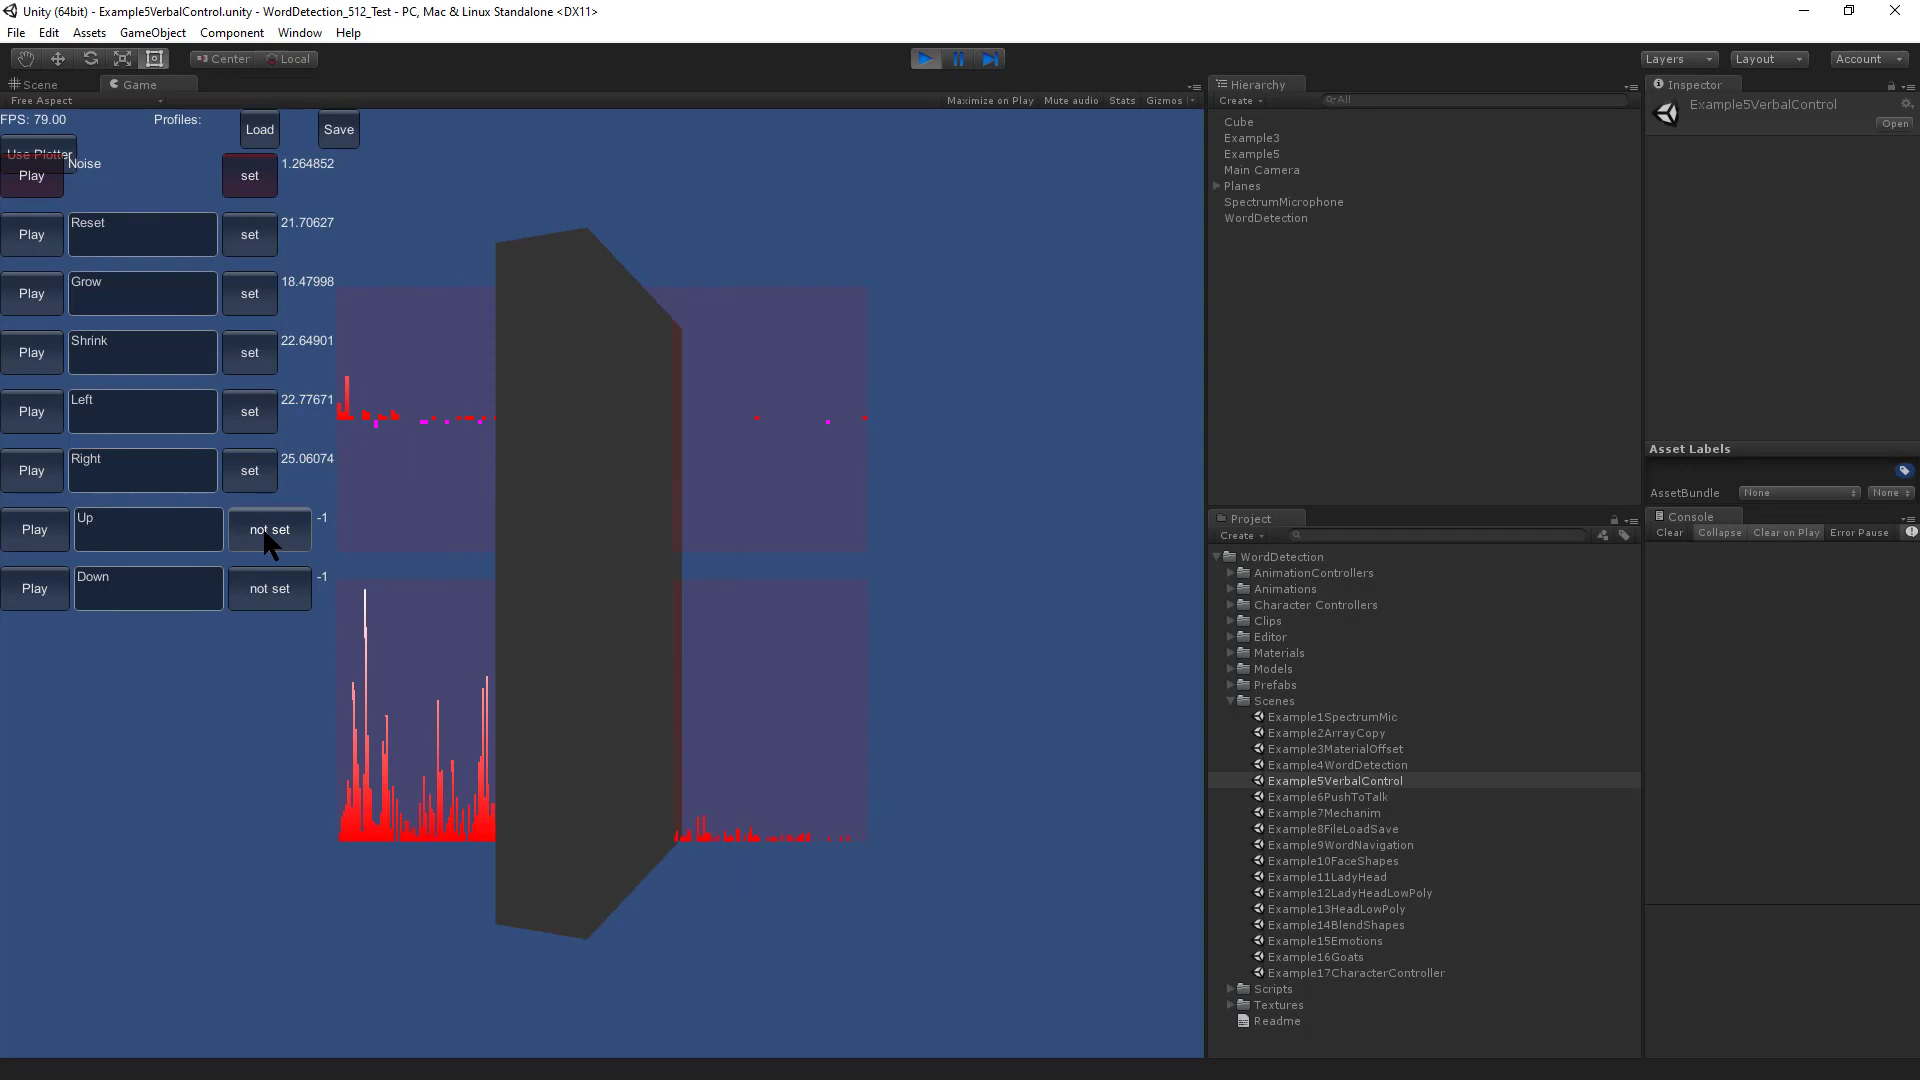 Unity (64bit) - Example5VerbalControl.unity - WordDetection_512_Test - PC, Mac & Linux Standalone <DX11>
File Edit Assets GameObject Component Window Help
Center Local Layers Layout Account
Scene Game
Free Aspect Maximize on Play Mute audio Stats Gizmos
FPS: 79.00 Profiles: Load Save
Use Plotter
Play Noise set 1.264852
Play Reset set 21.70627
Play Grow set 18.47998
Play Shrink set 22.64901
Play Left set 22.77671
Play Right set 25.06074
Play Up not set -1
Play Down not set -1
Hierarchy
Create All
Cube
Example3
Example5
Main Camera
Planes
SpectrumMicrophone
WordDetection
Project
Create
WordDetection
AnimationControllers
Animations
Character Controllers
Clips
Editor
Materials
Models
Prefabs
Scenes
Example1SpectrumMic
Example2ArrayCopy
Example3MaterialOffset
Example4WordDetection
Example5VerbalControl
Example6PushToTalk
Example7Mechanim
Example8FileLoadSave
Example9WordNavigation
Example10FaceShapes
Example11LadyHead
Example12LadyHeadLowPoly
Example13HeadLowPoly
Example14BlendShapes
Example15Emotions
Example16Goats
Example17CharacterController
Scripts
Textures
Readme
Inspector
Example5VerbalControl
Open
Asset Labels
AssetBundle None None
Console
Clear Collapse Clear on Play Error Pause